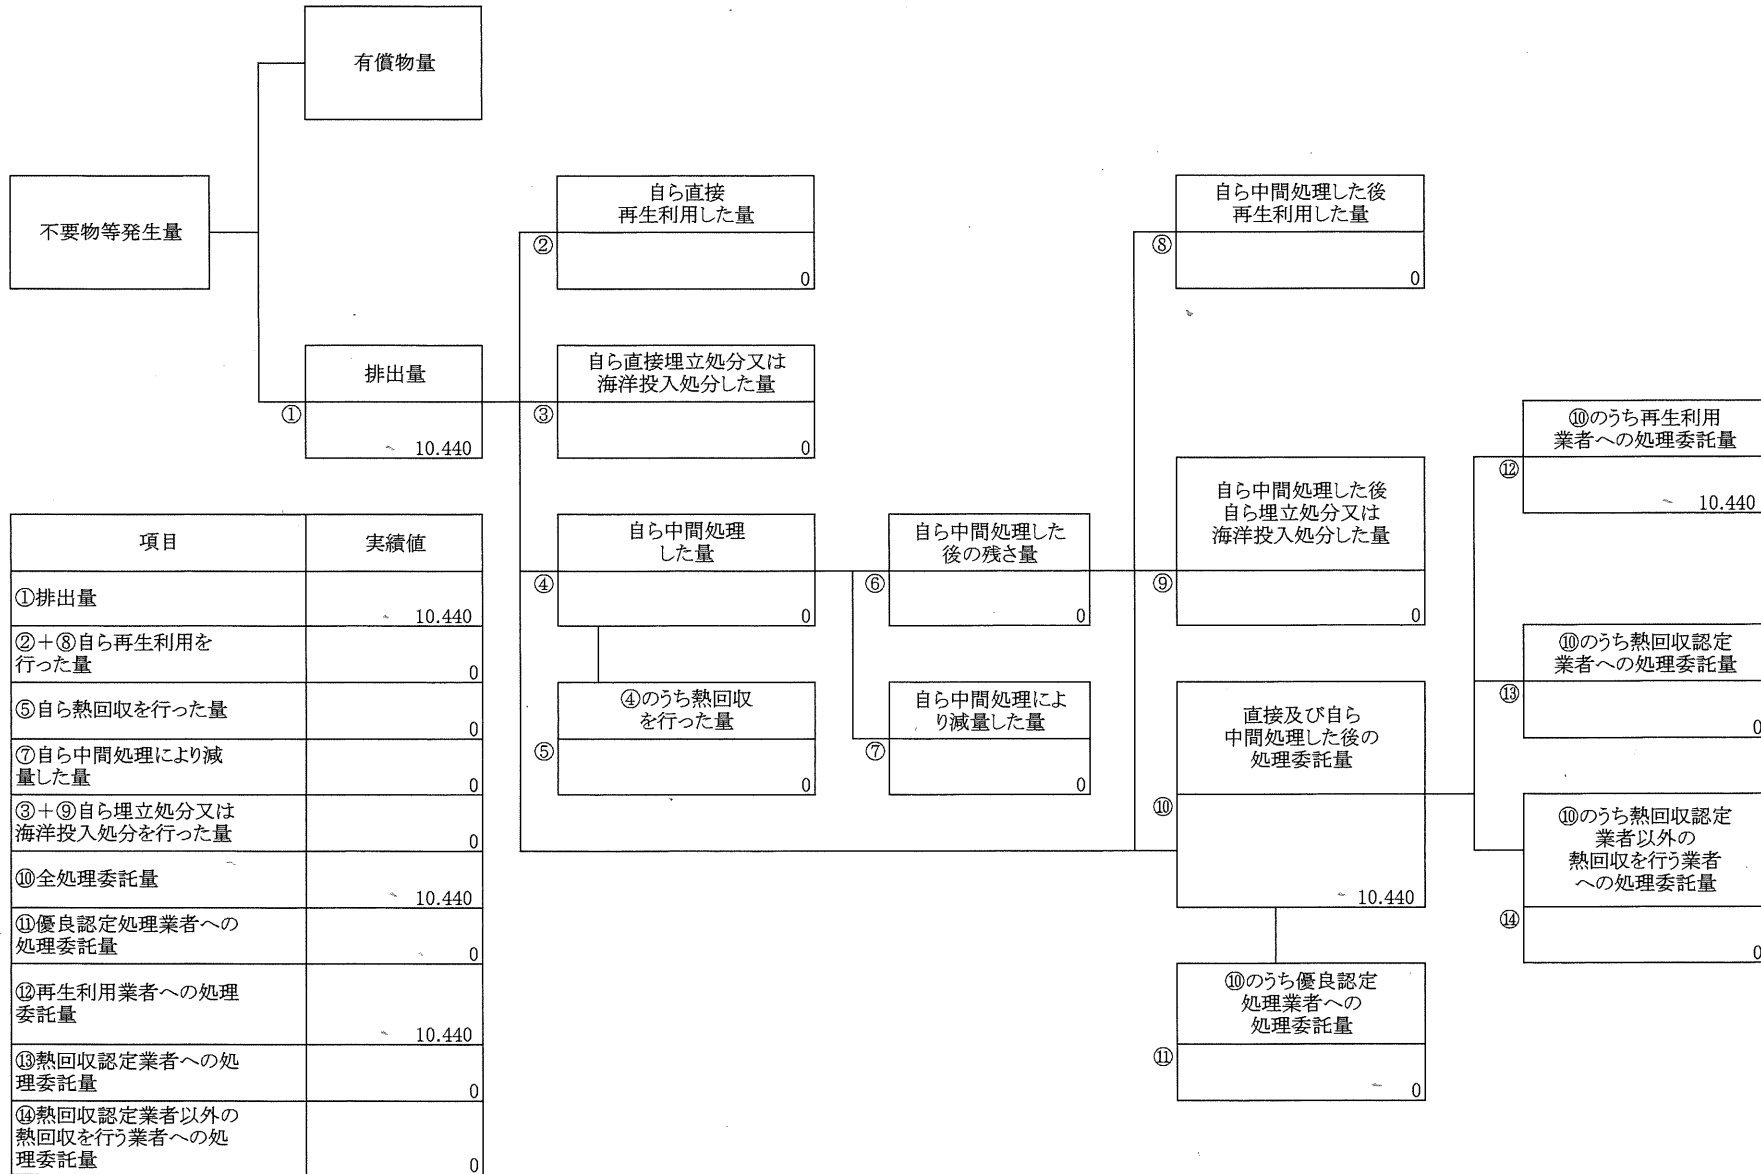 有償物量
不要物等発生量
排出量
①
10.440
自ら直接
再生利用した量
②
0
自ら直接埋立処分又は
海洋投入処分した量
③
0
自ら中間処理
した量
④
0
④のうち熱回収
を行った量
⑤
0
自ら中間処理した
後の残さ量
⑥
0
自ら中間処理によ
り減量した量
⑦
0
自ら中間処理した後
再生利用した量
⑧
0
自ら中間処理した後
自ら埋立処分又は
海洋投入処分した量
⑨
0
直接及び自ら
中間処理した後の
処理委託量
⑩
10.440
⑩のうち優良認定
処理業者への
処理委託量
⑪
0
⑩のうち再生利用
業者への処理委託量
⑫
10.440
⑩のうち熱回収認定
業者への処理委託量
⑬
0
⑩のうち熱回収認定
業者以外の
熱回収を行う業者
への処理委託量
⑭
0
項目 実績値
①排出量
10.440
②+⑧自ら再生利用を
行った量
0
⑤自ら熱回収を行った量
0
⑦自ら中間処理により減
量した量
0
③+⑨自ら埋立処分又は
海洋投入処分を行った量
0
⑩全処理委託量
10.440
⑪優良認定処理業者への
処理委託量
0
⑫再生利用業者への処理
委託量
10.440
⑬熱回収認定業者への処
理委託量
0
⑭熱回収認定業者以外の
熱回収を行う業者への処
理委託量
0